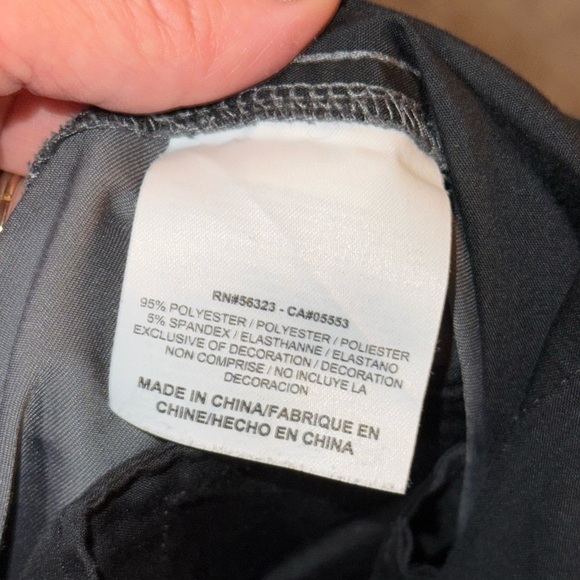 RN#56323 - CA#05553
95% POLYESTER / POLYESTER / POLIESTER
5% SPANDEX / ELASTHANNE / ELASTANO
EXCLUSIVE OF DECORATION / DECORATION
NON COMPRISE / NO INCLUYE LA
DECORACION
MADE IN CHINA/FABRIQUE EN
CHINE/HECHO EN CHINA